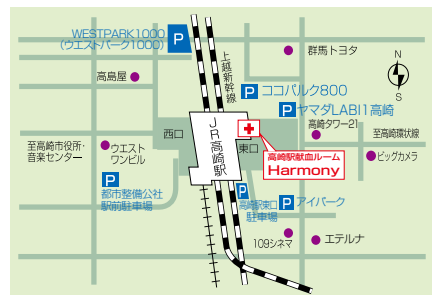 WESTPARK1000
(ウエストパーク1000)
P
上越新幹線
群馬トヨタ
N
S
高島屋
P
ココパルク800
P
ヤマダLABI1高崎
高崎タワー21
西口
JR高崎駅
東口
至高崎環状線
至高崎市役所・
音楽センター
ウエスト
ワンビル
高崎駅献血ルーム
Harmony
ビッグカメラ
P
都市整備公社
駅前駐車場
P
高崎駅東口
駐車場
P
アイパーク
109シネマ
エテルナ